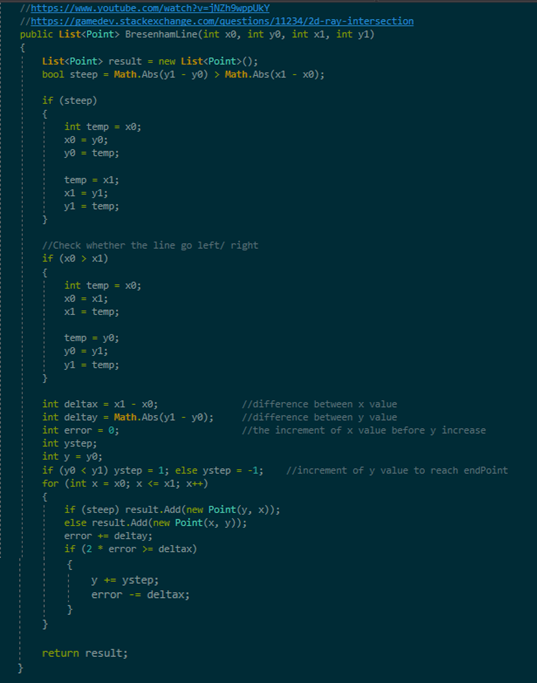 //https://www.youtube.com/watch?v=jNZh9wppUkY
//https://gamedev.stackexchange.com/questions/11234/2d-ray-intersection
public List<Point> BresenhamLine(int x0, int y0, int x1, int y1)
{
List<Point> result = new List<Point>();
bool steep = Math.Abs(y1 - y0) > Math.Abs(x1 - x0);
if (steep)
{
int temp = x0;
x0 = y0;
y0 = temp;
temp = x1;
x1 = y1;
y1 = temp;
}
//Check whether the line go left/ right
if (x0 > x1)
{
int temp = x0;
x0 = x1;
x1 = temp;
temp = y0;
y0 = y1;
y1 = temp;
}
int deltax = x1 - x0; //difference between x value
int deltay = Math.Abs(y1 - y0); //difference between y value
int error = 0; //the increment of x value before y increase
int ystep;
int y = y0;
if (y0 < y1) ystep = 1; else ystep = -1; //increment of y value to reach endPoint
for (int x = x0; x <= x1; x++)
{
if (steep) result.Add(new Point(y, x));
else result.Add(new Point(x, y));
error += deltay;
if (2 * error >= deltax)
{
y += ystep;
error -= deltax;
}
}
return result;
}